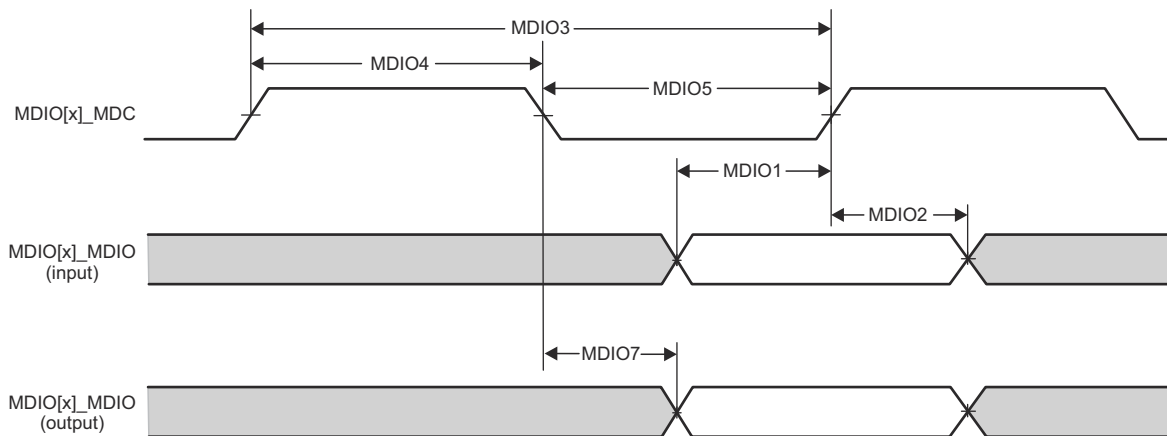 MDIO3
MDIO4
MDIO5
MDIO[x]_MDC
MDIO1
MDIO2
MDIO[x]_MDIO
(input)
MDIO7
MDIO[x]_MDIO
(output)